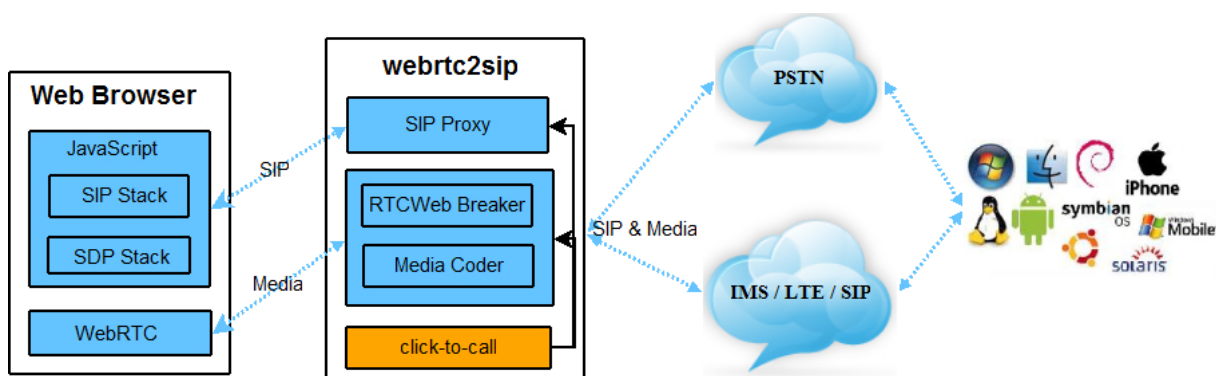 Web Browser
JavaScript
SIP Stack
SDP Stack
WebRTC
SIP
Media
webrtc2sip
SIP Proxy
RTCWeb Breaker
Media Coder
click-to-call
SIP & Media
PSTN
IMS / LTE / SIP
iPhone
symbian
OS
Windows
Mobile
solaris